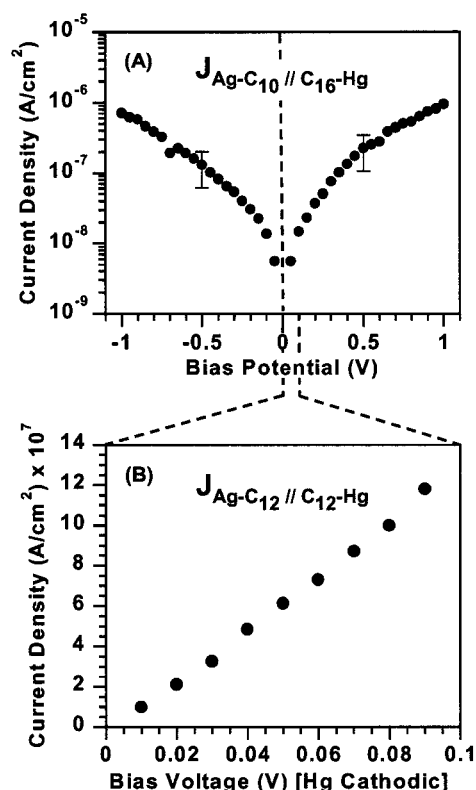 10⁻⁵
(A) J Ag-C10 // C16-Hg
10⁻⁶
10⁻⁷
10⁻⁸
10⁻⁹
Current Density (A/cm²)
-1 -0.5 0 0.5 1
Bias Potential (V)
14
(B)
12
J Ag-C12 // C12-Hg
10
8
6
4
2
0
Current Density (A/cm²) x 10⁷
0 0.02 0.04 0.06 0.08 0.1
Bias Voltage (V) [Hg Cathodic]